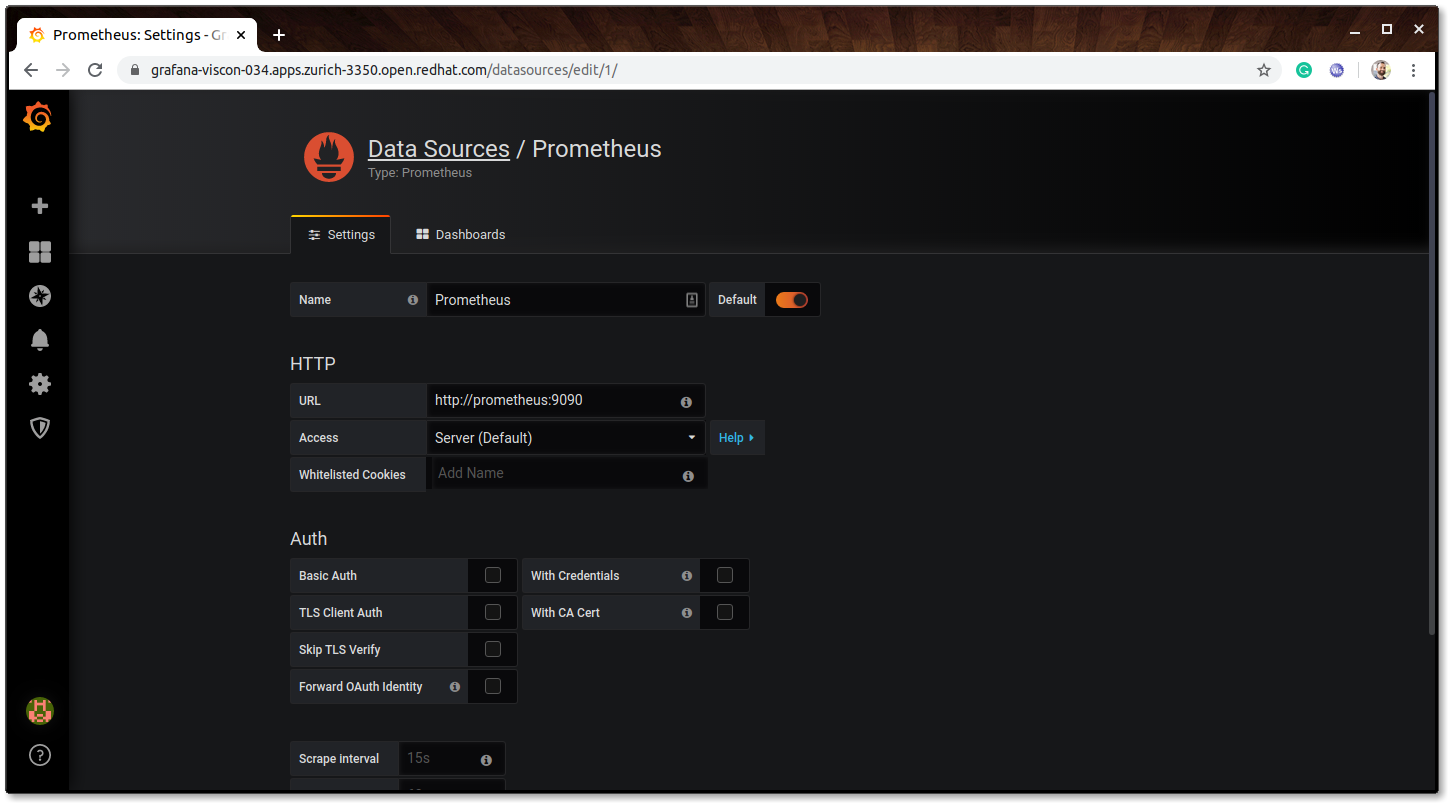 Prometheus: Settings - Gr
grafana-viscon-034.apps.zurich-3350.open.redhat.com/datasources/edit/1/
Data Sources / Prometheus
Type: Prometheus
Settings Dashboards
Name Prometheus Default
HTTP
URL http://prometheus:9090
Access Server (Default) Help
Whitelisted Cookies Add Name
Auth
Basic Auth With Credentials
TLS Client Auth With CA Cert
Skip TLS Verify
Forward OAuth Identity
Scrape interval 15s